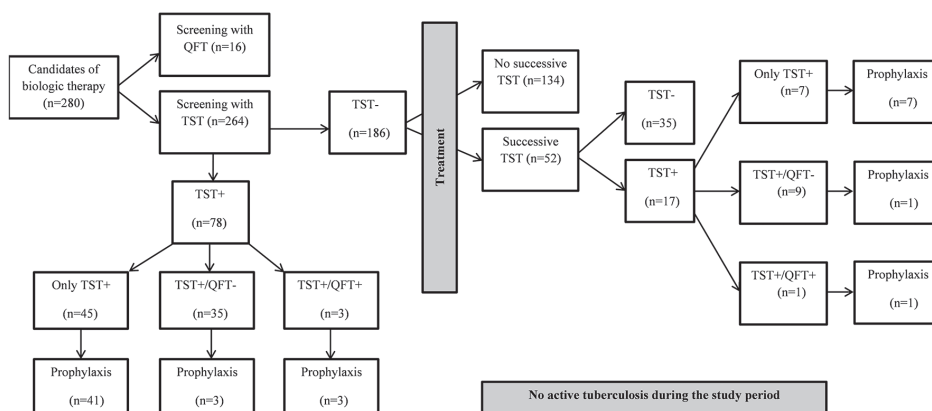 Candidates of
biologic therapy
(n=280)
Screening with
QFT (n=16)
Screening with
TST (n=264)
TST-
(n=186)
Treatment
No successive
TST (n=134)
Successive
TST (n=52)
TST-
(n=35)
TST+
(n=17)
Only TST+
(n=7)
Prophylaxis
(n=7)
TST+/QFT-
(n=9)
Prophylaxis
(n=1)
TST+/QFT+
(n=1)
Prophylaxis
(n=1)
TST+
(n=78)
Only TST+
(n=45)
TST+/QFT-
(n=35)
TST+/QFT+
(n=3)
Prophylaxis
(n=41)
Prophylaxis
(n=3)
Prophylaxis
(n=3)
No active tuberculosis during the study period